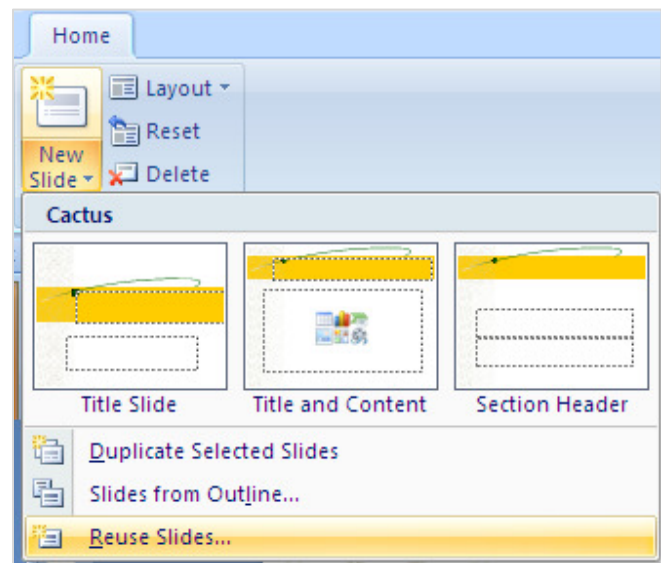 Home
Layout
Reset
New
Slide
Delete
Cactus
Title Slide
Title and Content
Section Header
Duplicate Selected Slides
Slides from Outline...
Reuse Slides...